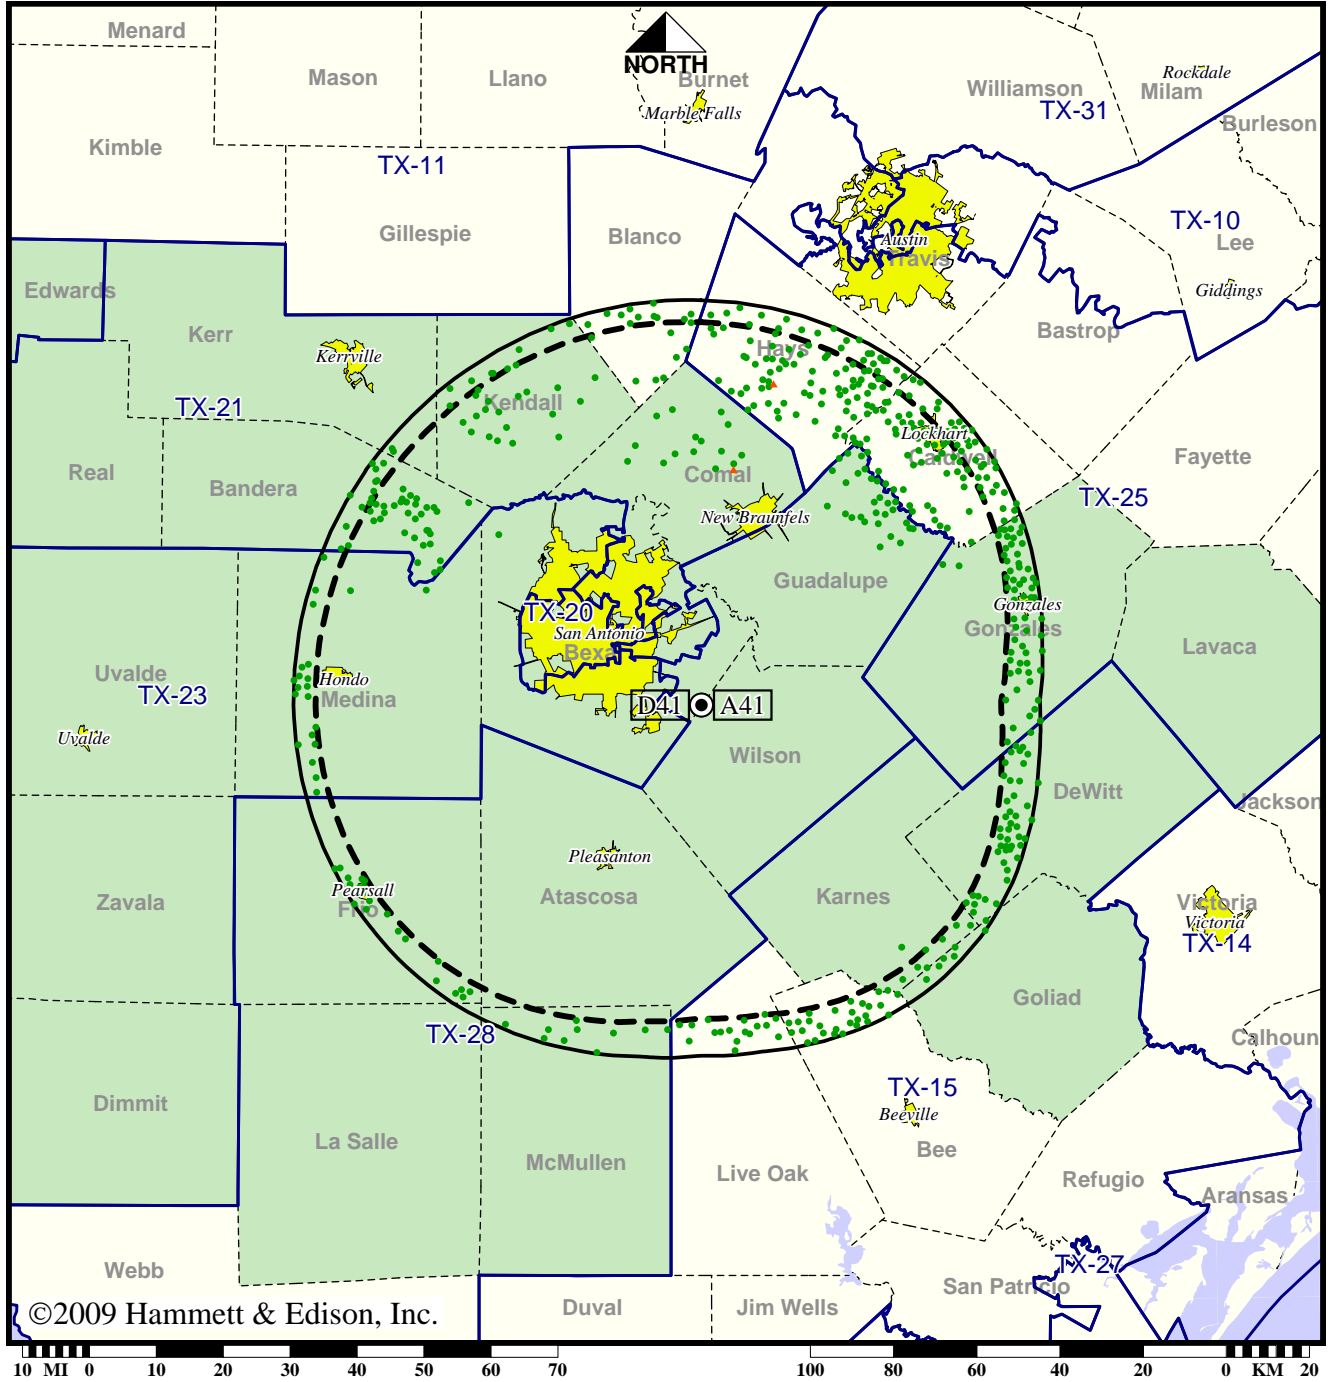 Menard
Mason
Llano
NORTH
Burnet
Marble Falls
Williamson
TX-31
Rockdale
Milam
Burleson
Kimble
TX-11
Gillespie
Blanco
Austin
Travis
TX-10
Lee
Giddings
Edwards
Kerr
Kerrville
Hays
Bastrop
TX-21
Kendall
Lockhart
Caldwell
Fayette
Real
Bandera
Comal
TX-25
New Braunfels
Guadalupe
TX-20
San Antonio
Bexa
Gonzales
Gonzales
Lavaca
Uvalde
TX-23
Hondo
Medina
D41
A41
Uvalde
Wilson
DeWitt
Jackson
Pleasanton
Zavala
Pearsall
Frio
Atascosa
Karnes
Victoria
Victoria
TX-14
Goliad
TX-28
Calhoun
Dimmit
La Salle
McMullen
TX-15
Beeville
Bee
Live Oak
Refugio
Aransas
Webb
TX-27
San Patricio
Duval
Jim Wells
©2009 Hammett & Edison, Inc.
10 MI 0 10 20 30 40 50 60 70 100 80 60 40 20 0 KM 20